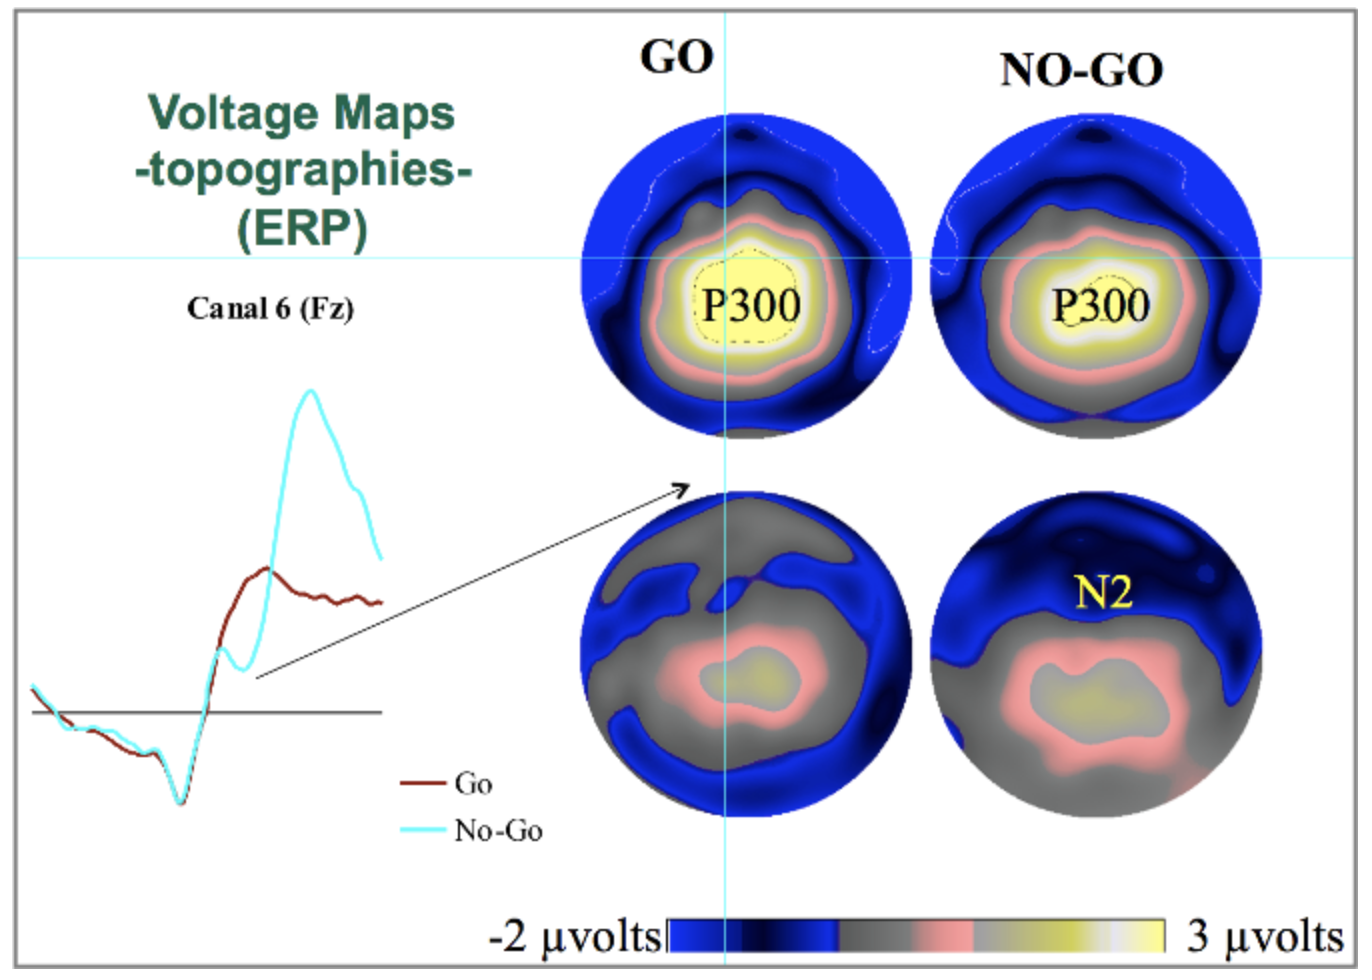 GO
NO-GO
Voltage Maps
-topographies-
(ERP)
Canal 6 (Fz)
P300
P300
N2
Go
No-Go
-2 µvolts
3 µvolts